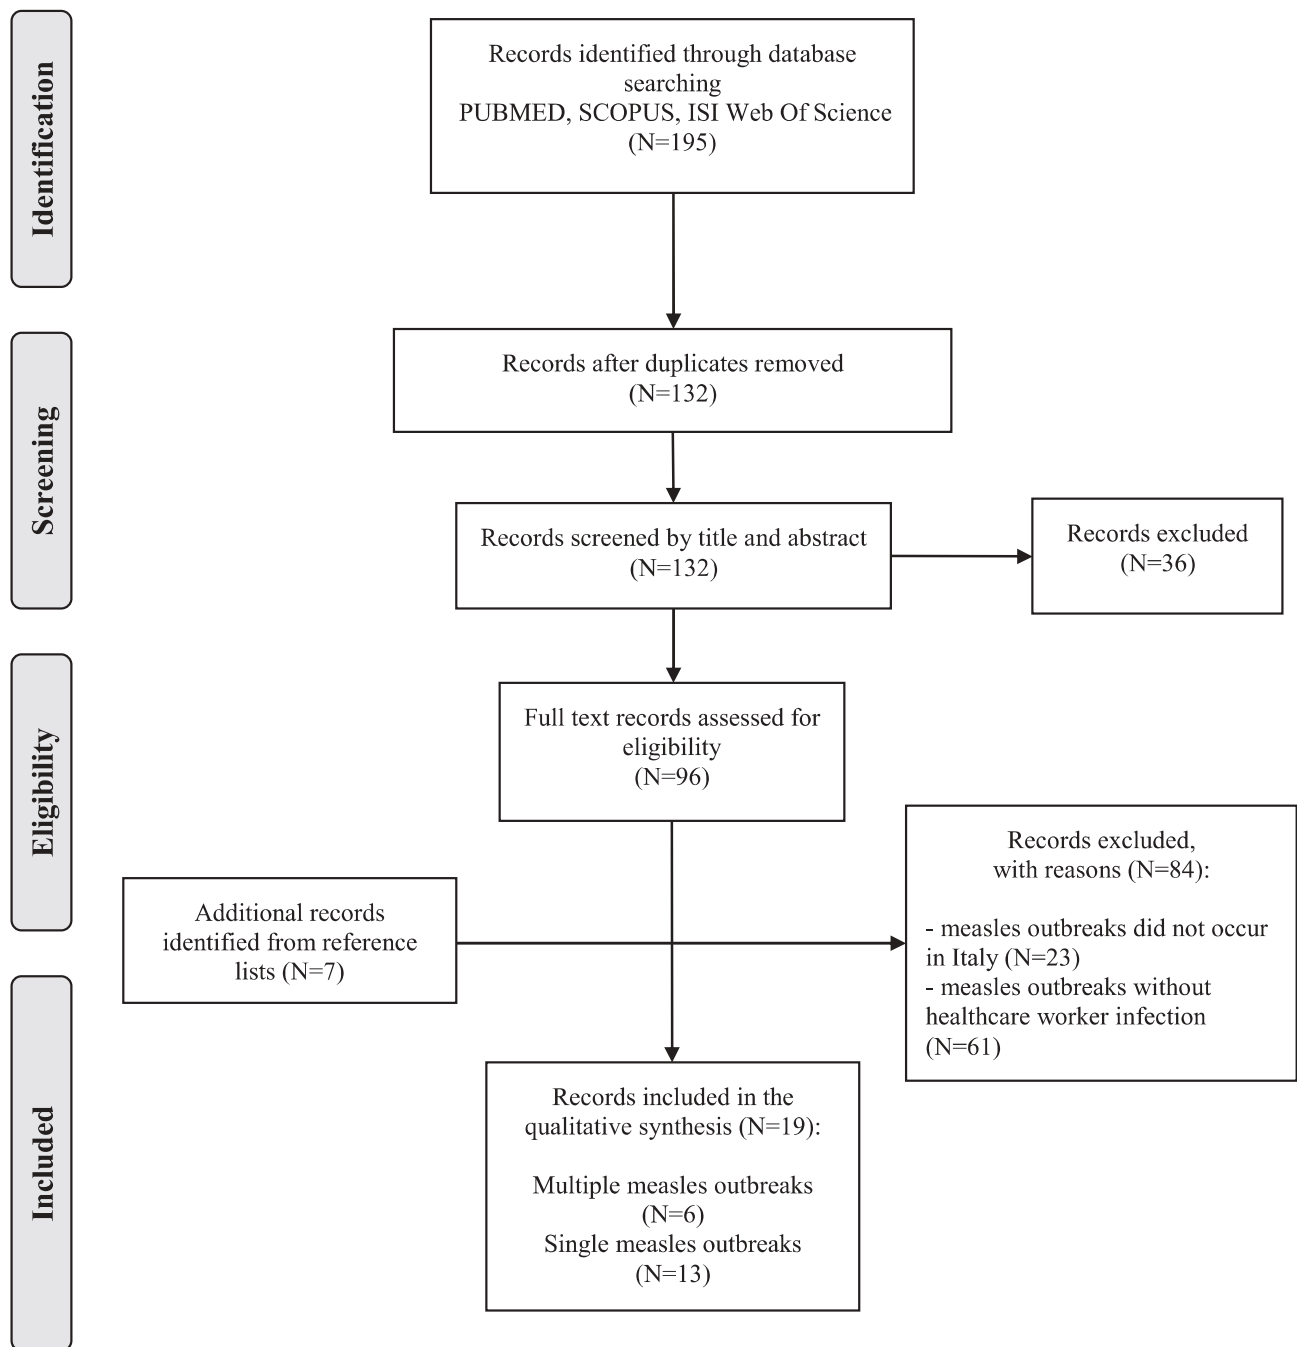 Identification
Records identified through database
searching
PUBMED, SCOPUS, ISI Web Of Science
(N=195)
Screening
Records after duplicates removed
(N=132)
Records screened by title and abstract
(N=132)
Records excluded
(N=36)
Eligibility
Full text records assessed for
eligibility
(N=96)
Additional records
identified from reference
lists (N=7)
Records excluded,
with reasons (N=84):
- measles outbreaks did not occur
in Italy (N=23)
- measles outbreaks without
healthcare worker infection
(N=61)
Included
Records included in the
qualitative synthesis (N=19):
Multiple measles outbreaks
(N=6)
Single measles outbreaks
(N=13)